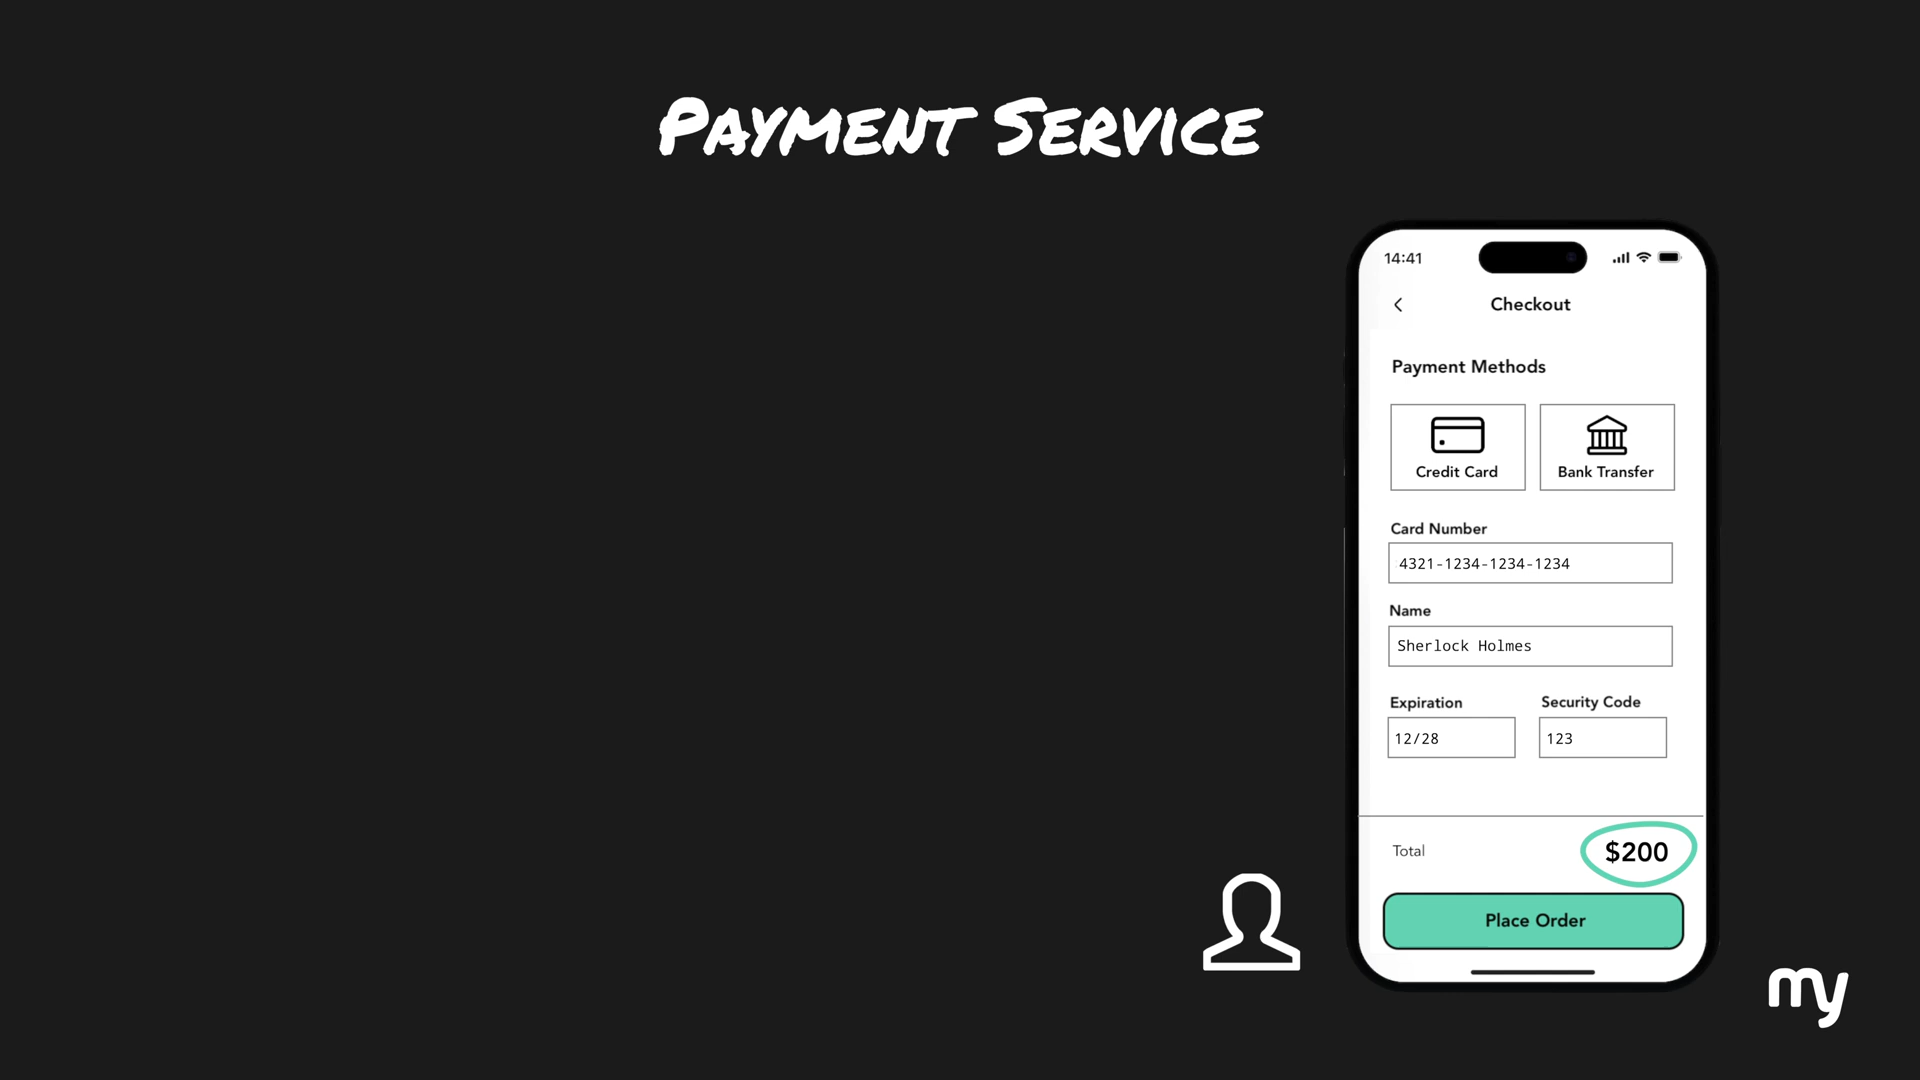 Payment Service
14:41
Checkout
Payment Methods
Credit Card
Bank Transfer
Card Number
4321-1234-1234-1234
Name
Sherlock Holmes
Expiration
Security Code
12/28
123
Total
$200
Place Order
my